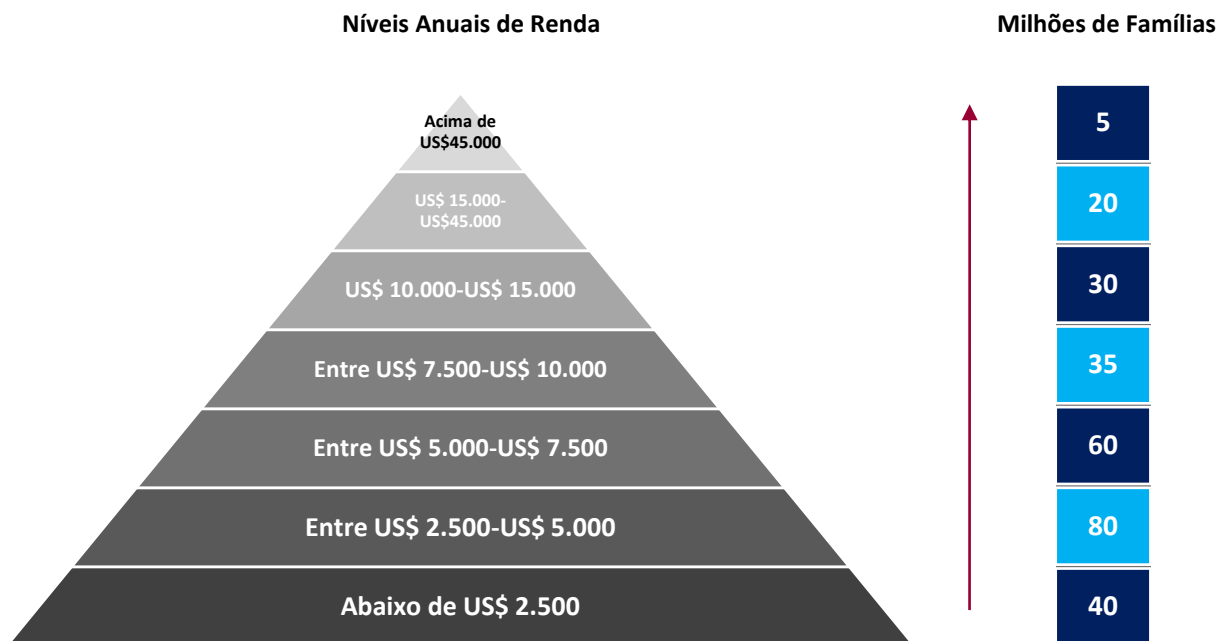 Níveis Anuais de Renda
Milhões de Famílias
Acima de
US$45.000
5
US$ 15.000-
US$45.000
20
US$ 10.000-US$ 15.000
30
Entre US$ 7.500-US$ 10.000
35
Entre US$ 5.000-US$ 7.500
60
Entre US$ 2.500-US$ 5.000
80
Abaixo de US$ 2.500
40